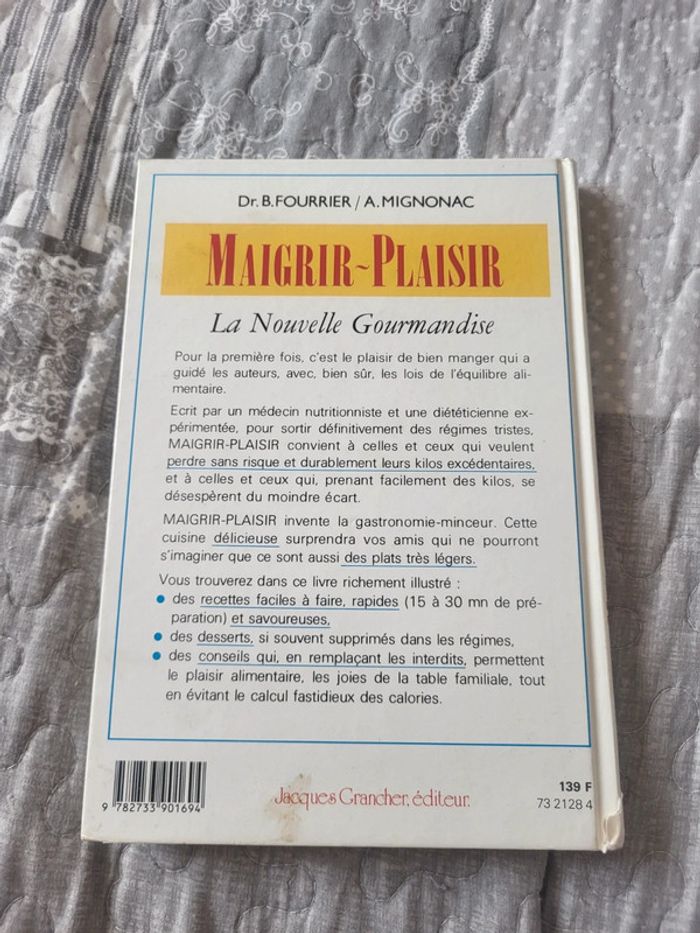 Dr. B. FOURRIER / A. MIGNONAC
MAIGRIR~PLAISIR
La Nouvelle Gourmandise
Pour la première fois, c'est le plaisir de bien manger qui a
guidé les auteurs, avec, bien sûr, les lois de l'équilibre ali-
mentaire.
Ecrit par un médecin nutritionniste et une diététicienne ex-
périmentée, pour sortir définitivement des régimes tristes,
MAIGRIR-PLAISIR convient à celles et ceux qui veulent
perdre sans risque et durablement leurs kilos excédentaires,
et à celles et ceux qui, prenant facilement des kilos, se
désespèrent du moindre écart.
MAIGRIR-PLAISIR invente la gastronomie-minceur. Cette
cuisine délicieuse surprendra vos amis qui ne pourront
s'imaginer que ce sont aussi des plats très légers.
Vous trouverez dans ce livre richement illustré :
• des recettes faciles à faire, rapides (15 à 30 mn de pré-
paration) et savoureuses,
• des desserts, si souvent supprimés dans les régimes,
• des conseils qui, en remplaçant les interdits, permettent
le plaisir alimentaire, les joies de la table familiale, tout
en évitant le calcul fastidieux des calories.
9 782733 901694
Jacques Grancher, éditeur.
139 F
73 2128 4